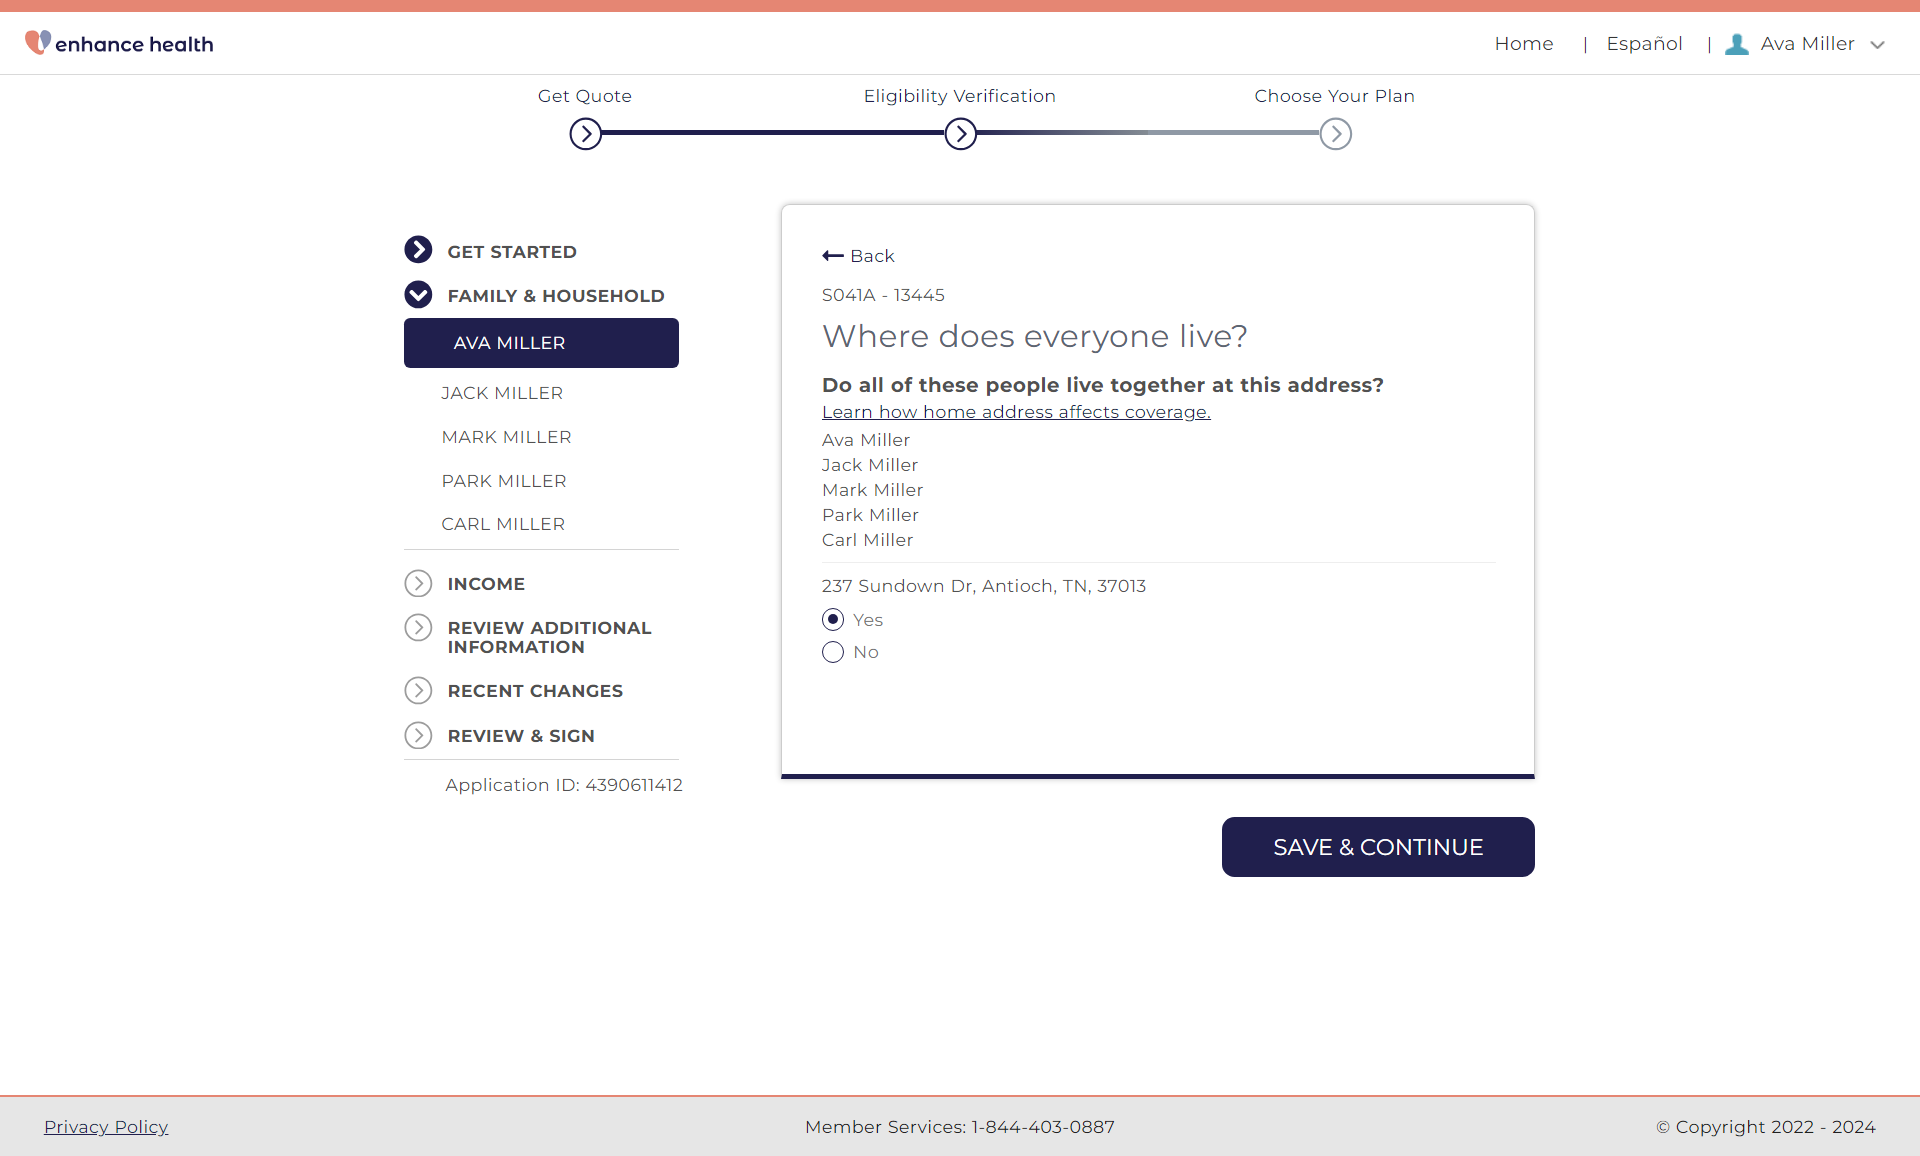 enhance health
Home | Español | Ava Miller
Get Quote
Eligibility Verification
Choose Your Plan
GET STARTED
FAMILY & HOUSEHOLD
AVA MILLER
JACK MILLER
MARK MILLER
PARK MILLER
CARL MILLER
INCOME
REVIEW ADDITIONAL
INFORMATION
RECENT CHANGES
REVIEW & SIGN
Application ID: 4390611412
Back
S041A - 13445
Where does everyone live?
Do all of these people live together at this address?
Learn how home address affects coverage.
Ava Miller
Jack Miller
Mark Miller
Park Miller
Carl Miller
237 Sundown Dr, Antioch, TN, 37013
Yes
No
SAVE & CONTINUE
Privacy Policy
Member Services: 1-844-403-0887
© Copyright 2022 - 2024